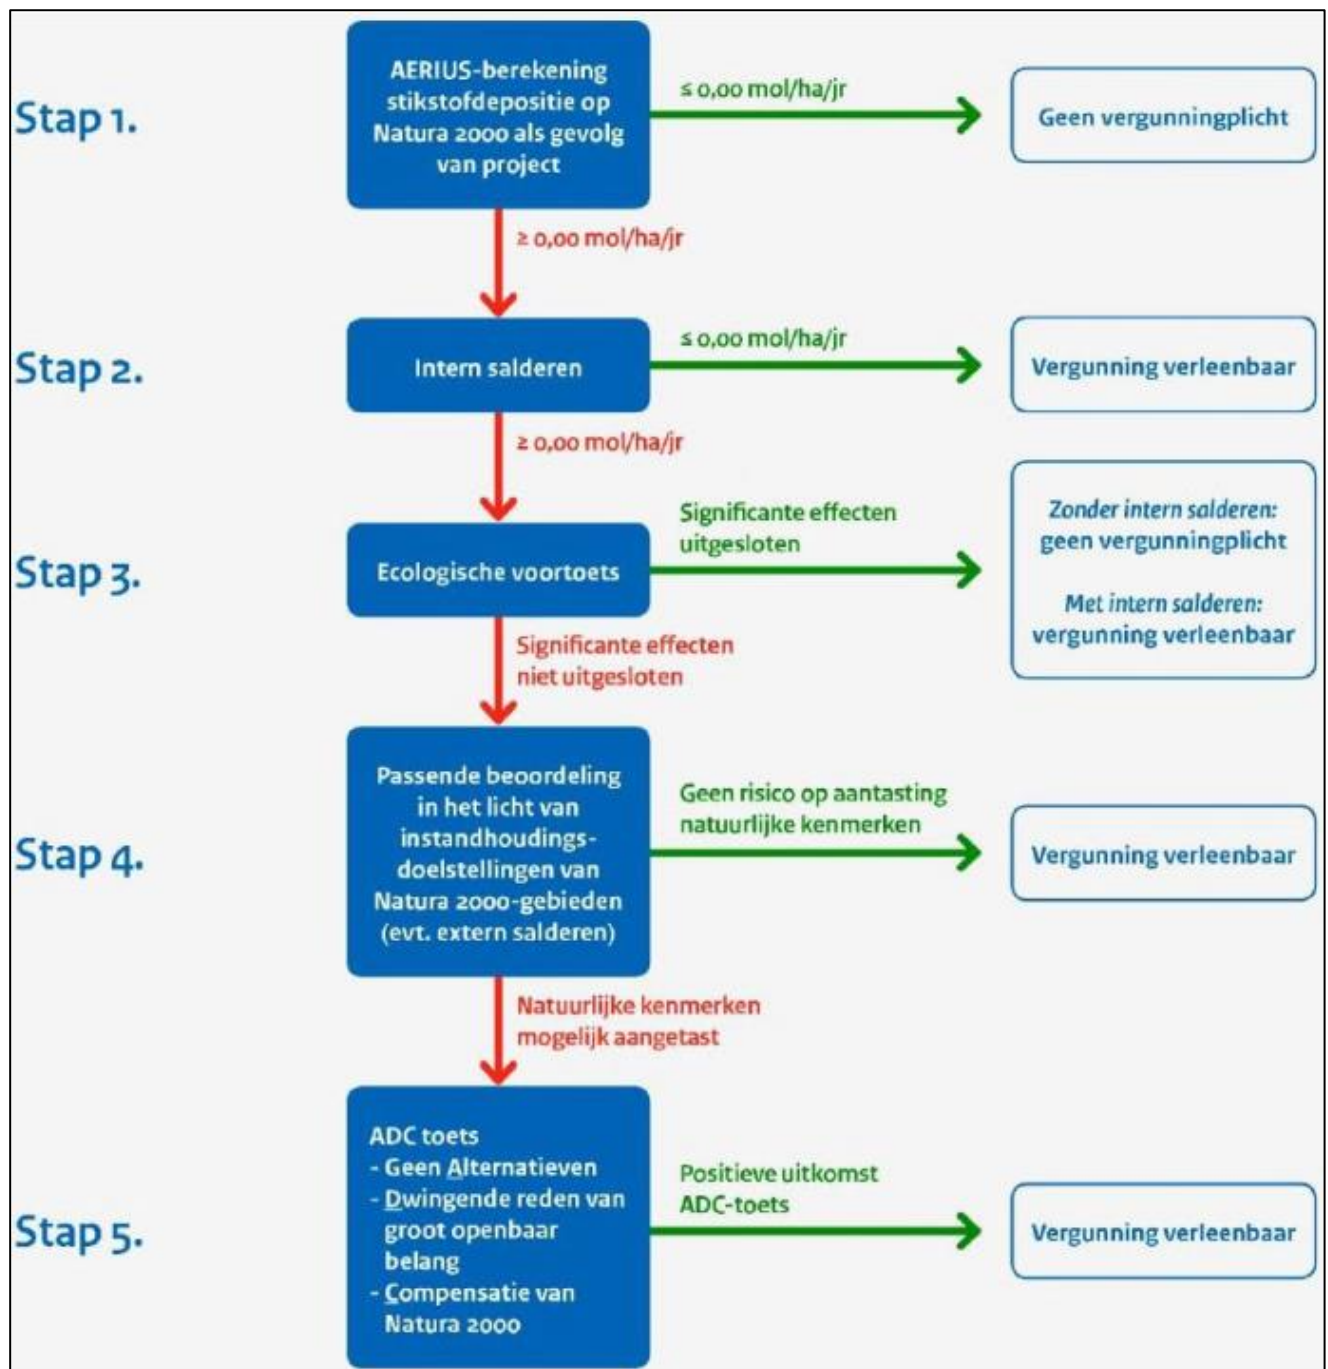 Stap 1.
AERIUS-berekening
stikstofdepositie op
Natura 2000 als gevolg
van project
≤ 0,00 mol/ha/jr
Geen vergunningplicht
≥ 0,00 mol/ha/jr
Stap 2.
Intern salderen
≤ 0,00 mol/ha/jr
Vergunning verleenbaar
≥ 0,00 mol/ha/jr
Stap 3.
Ecologische voortoets
Significante effecten
uitgesloten
Zonder intern salderen:
geen vergunningplicht
Met intern salderen:
vergunning verleenbaar
Significante effecten
niet uitgesloten
Stap 4.
Passende beoordeling
in het licht van
instandhoudings-
doelstellingen van
Natura 2000-gebieden
(evt. extern salderen)
Geen risico op aantasting
natuurlijke kenmerken
Vergunning verleenbaar
Natuurlijke kenmerken
mogelijk aangetast
Stap 5.
ADC toets
- Geen Alternatieven
- Dwingende reden van
groot openbaar
belang
- Compensatie van
Natura 2000
Positieve uitkomst
ADC-toets
Vergunning verleenbaar